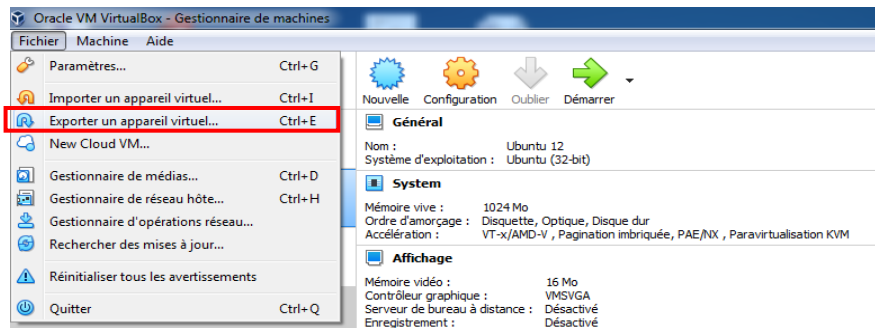 Oracle VM VirtualBox - Gestionnaire de machines
Fichier Machine Aide
Paramètres... Ctrl+G
Importer un appareil virtuel... Ctrl+I
Exporter un appareil virtuel... Ctrl+E
New Cloud VM...
Gestionnaire de médias... Ctrl+D
Gestionnaire de réseau hôte... Ctrl+H
Gestionnaire d'opérations réseau...
Rechercher des mises à jour...
Réinitialiser tous les avertissements
Quitter Ctrl+Q
Nouvelle Configuration Oublier Démarrer
Général
Nom : Ubuntu 12
Système d'exploitation : Ubuntu (32-bit)
System
Mémoire vive : 1024 Mo
Ordre d'amorçage : Disquette, Optique, Disque dur
Accélération : VT-x/AMD-V , Pagination imbriquée, PAE/NX , Paravirtualisation KVM
Affichage
Mémoire vidéo : 16 Mo
Contrôleur graphique : VMSVGA
Serveur de bureau à distance : Désactivé
Enregistrement : Désactivé